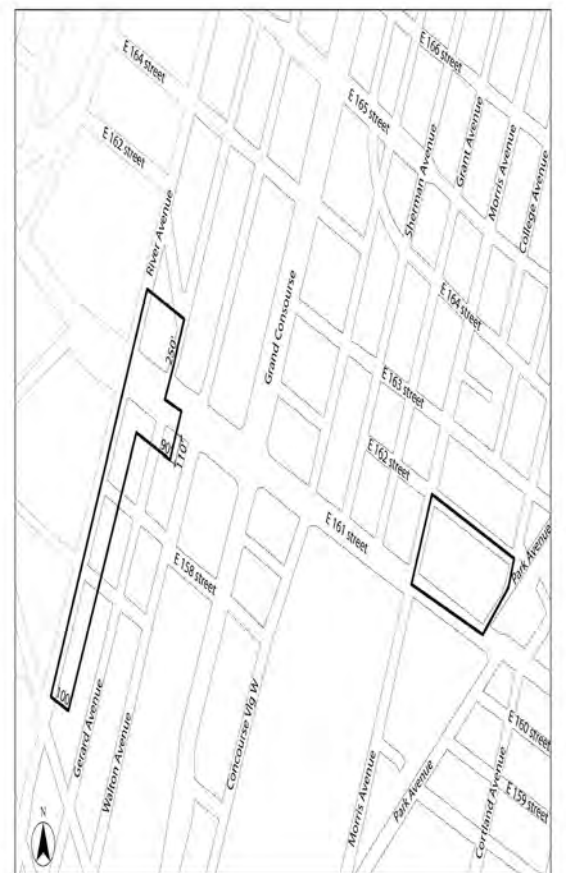 E 166 street
E 164 street
E 165 street
E 162 street
Sherman Avenue
Grant Avenue
Morris Avenue
College Avenue
River Avenue
E 164 street
Grand Consourse
250'
E 163 street
90'
110'
E 162 street
E 161 street
Park Avenue
E 158 street
100
Gerard Avenue
Walton Avenue
Concourse Vlg W
Morris Avenue
Park Avenue
Cortland Avenue
E 160 street
E 159 street
N